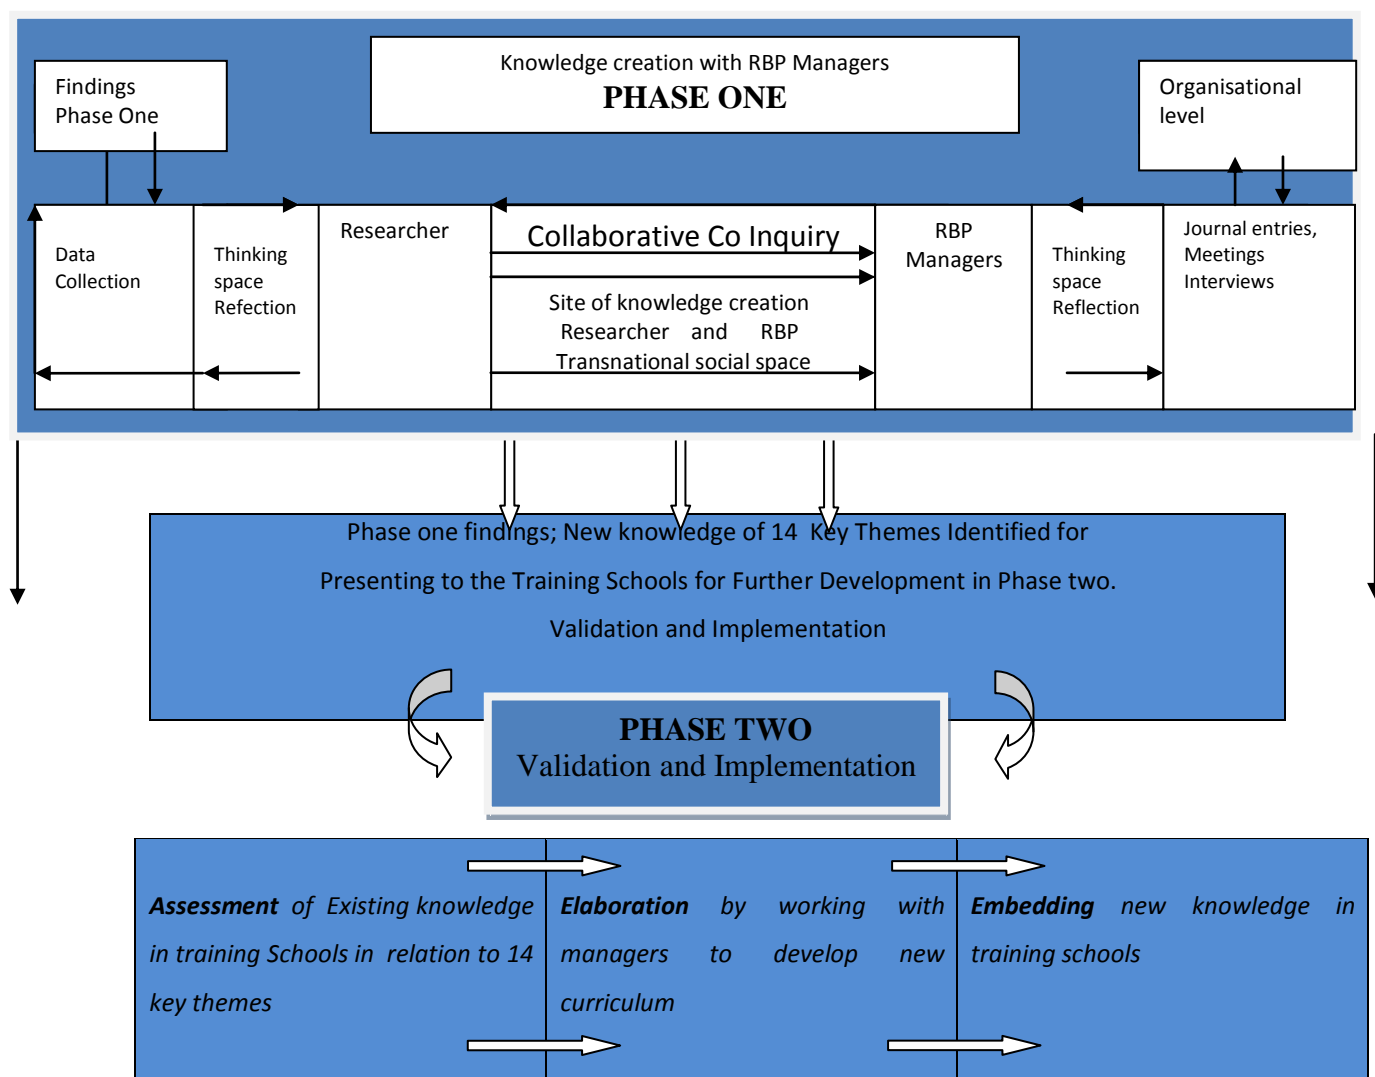 Knowledge creation with RBP Managers
PHASE ONE
Findings
Phase One
Organisational
level
Data
Collection
Thinking
space
Refection
Researcher
Collaborative Co Inquiry
Site of knowledge creation
Researcher and RBP
Transnational social space
RBP
Managers
Thinking
space
Reflection
Journal entries,
Meetings
Interviews
Phase one findings; New knowledge of 14 Key Themes Identified for
Presenting to the Training Schools for Further Development in Phase two.
Validation and Implementation
PHASE TWO
Validation and Implementation
Assessment of Existing knowledge
in training Schools in relation to 14
key themes
Elaboration by working with
managers to develop new
curriculum
Embedding new knowledge in
training schools